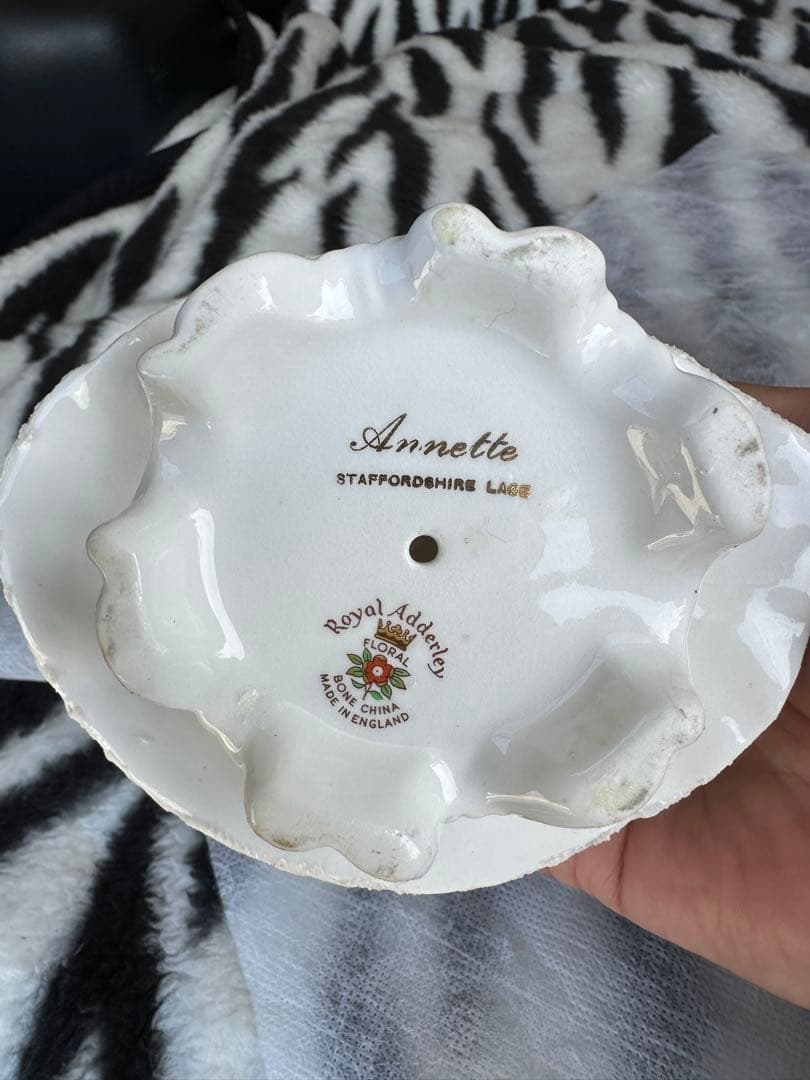 Annette
STAFFORDSHIRE LACE
Royal Adderley
FLORAL
BONE CHINA
MADE IN ENGLAND